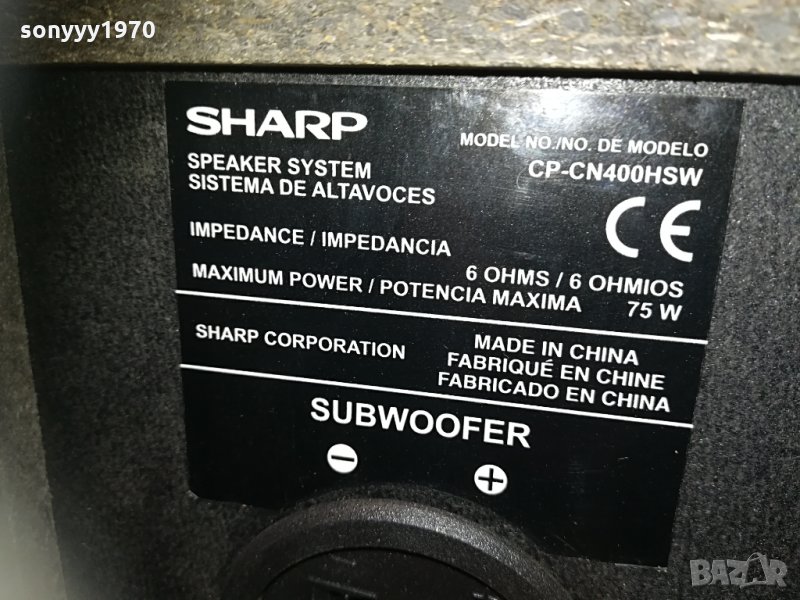 sonyyy1970
SHARP
MODEL NO./NO. DE MODELO
SPEAKER SYSTEM
CP-CN400HSW
SISTEMA DE ALTAVOCES
CE
IMPEDANCE / IMPEDANCIA
6 OHMS / 6 OHMIOS
MAXIMUM POWER / POTENCIA MAXIMA 75 W
SHARP CORPORATION
MADE IN CHINA
FABRIQUÉ EN CHINE
FABRICADO EN CHINA
SUBWOOFER
− +
BAZAR